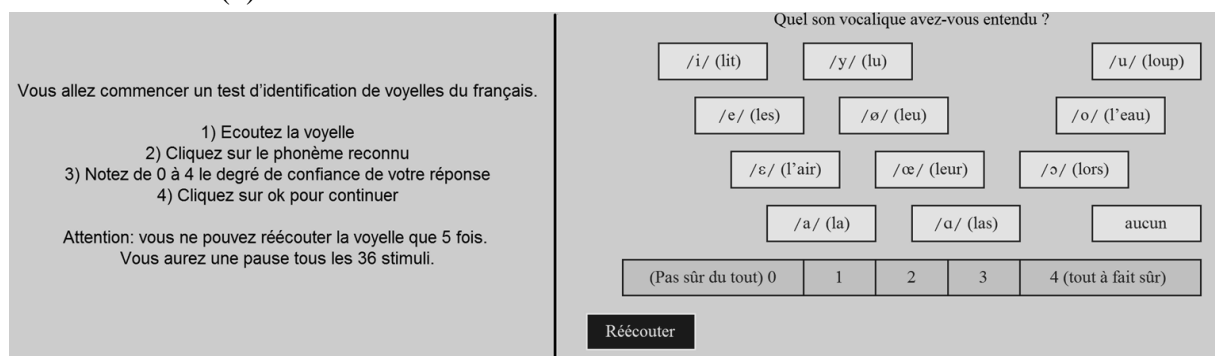 Vous allez commencer un test d'identification de voyelles du français.
1) Ecoutez la voyelle
2) Cliquez sur le phonème reconnu
3) Notez de 0 à 4 le degré de confiance de votre réponse
4) Cliquez sur ok pour continuer
Attention: vous ne pouvez réécouter la voyelle que 5 fois.
Vous aurez une pause tous les 36 stimuli.
Quel son vocalique avez-vous entendu ?
/i/ (lit) /y/ (lu) /u/ (loup)
/e/ (les) /ø/ (leu) /o/ (l'eau)
/ɛ/ (l'air) /œ/ (leur) /ɔ/ (lors)
/a/ (la) /ɑ/ (las) aucun
(Pas sûr du tout) 0 1 2 3 4 (tout à fait sûr)
Réécouter